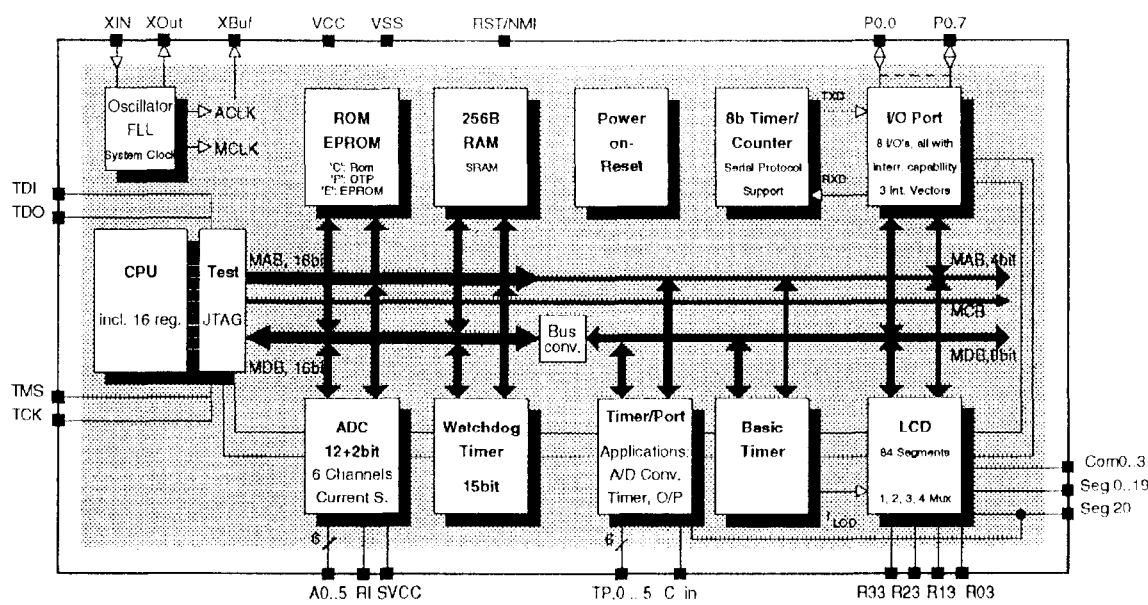 XIN XOut XBuf VCC VSS RST/NMI P0.0 P0.7
Oscillator
FLL
System Clock
ACLK
MCLK
ROM
EPROM
'C': Rom
'P': OTP
'E': EPROM
256B
RAM
SRAM
Power
on-
Reset
8b Timer/
Counter
Serial Protocol
Support
TXD
RXD
I/O Port
8 I/O's, all with
Interr. capability
3 Int. Vectors
TDI
TDO
CPU
incl. 16 reg.
Test
JTAG
MAB, 16bit
MAB, 4bit
MCB
MDB, 16bit
Bus
conv.
MDB, 8bit
TMS
TCK
ADC
12+2bit
6 Channels
Current S.
Watchdog
Timer
15bit
Timer/Port
Applications:
A/D Conv.
Timer, O/P
Basic
Timer
fLCD
LCD
84 Segments
1, 2, 3, 4 Mux
Com0..3
Seg 0..19
Seg 20
6
6
A0..5 RI SVCC TP.0 .. 5 C in R33 R23 R13 R03